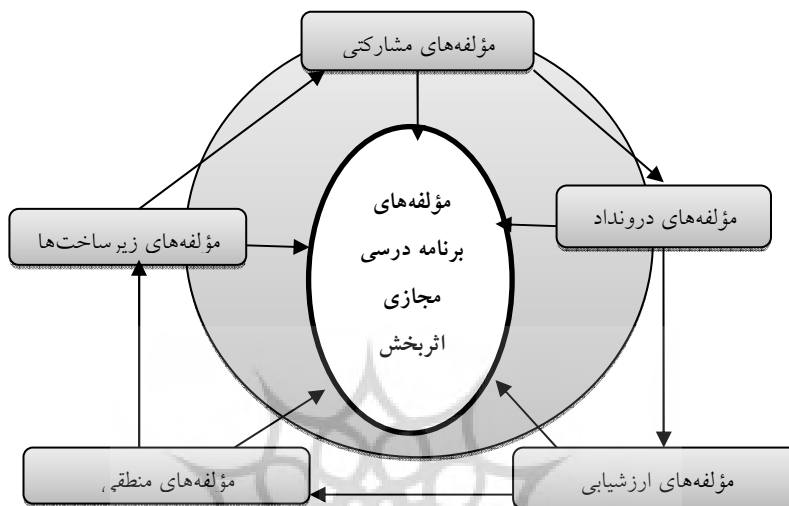 مؤلفه‌های مشارکتی
مؤلفه‌های درونداد
مؤلفه‌های
برنامه درسی
مجازی
اثربخش
مؤلفه‌های زیرساخت‌ها
مؤلفه‌های ارزشیابی
مؤلفه‌های منطقی